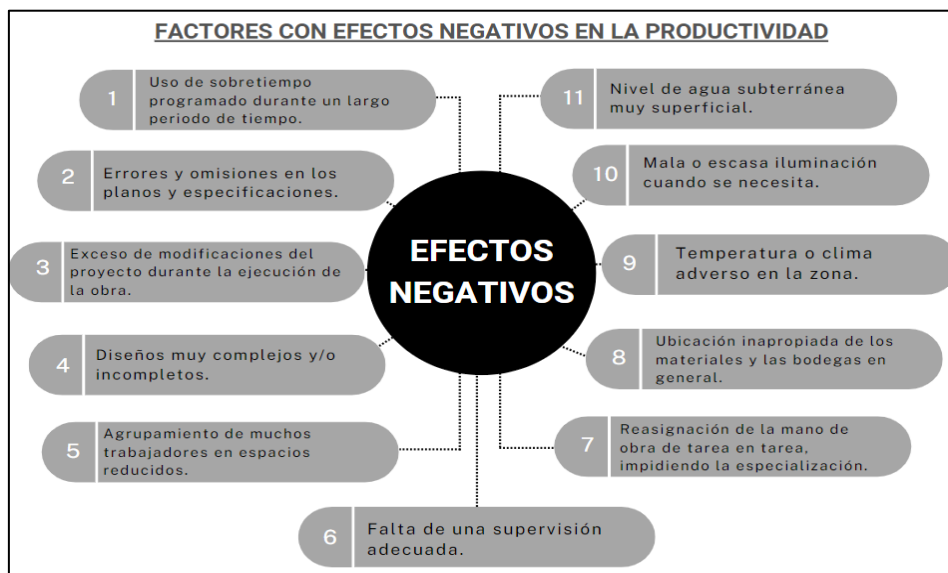 FACTORES CON EFECTOS NEGATIVOS EN LA PRODUCTIVIDAD
1
Uso de sobretiempo
programado durante un largo
periodo de tiempo.
2
Errores y omisiones en los
planos y especificaciones.
3
Exceso de modificaciones del
proyecto durante la ejecución de
la obra.
4
Diseños muy complejos y/o
incompletos.
5
Agrupamiento de muchos
trabajadores en espacios
reducidos.
6
Falta de una supervisión
adecuada.
EFECTOS
NEGATIVOS
11
Nivel de agua subterránea
muy superficial.
10
Mala o escasa iluminación
cuando se necesita.
9
Temperatura o clima
adverso en la zona.
8
Ubicación inapropiada de los
materiales y las bodegas en
general.
7
Reasignación de la mano de
obra de tarea en tarea,
impidiendo la especialización.